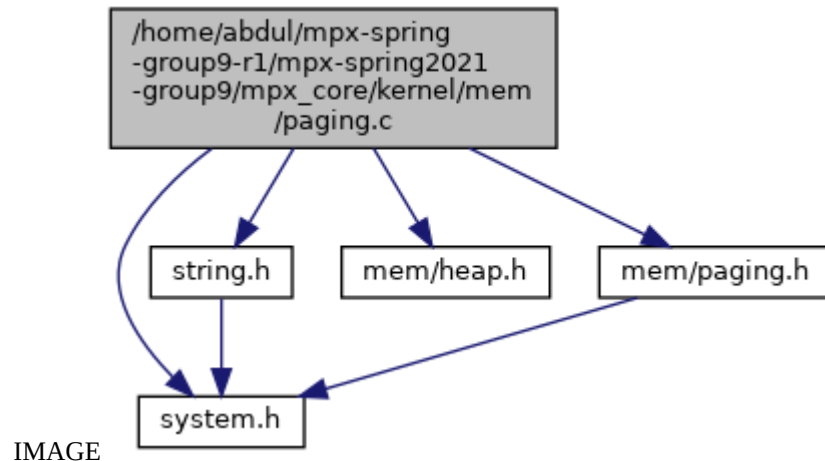 /home/abdul/mpx-spring
-group9-r1/mpx-spring2021
-group9/mpx_core/kernel/mem
/paging.c
string.h
mem/heap.h
mem/paging.h
system.h
IMAGE